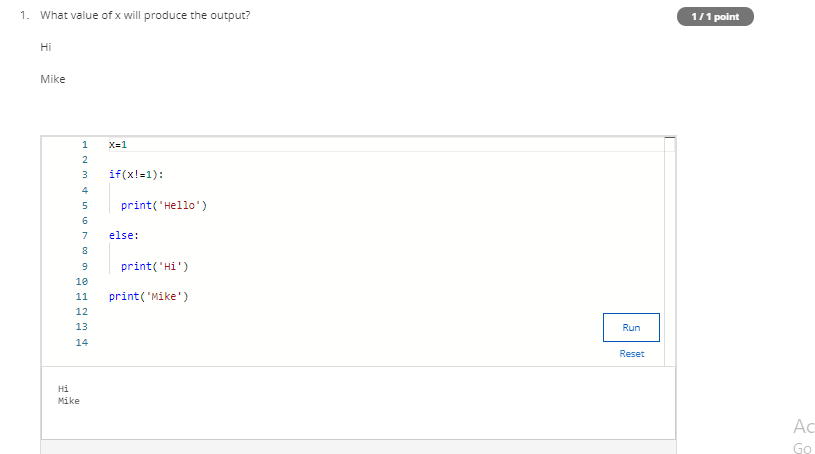 1. What value of x will produce the output?
1 / 1 point
Hi
Mike
1 x=1
2
3 if(x!=1):
4
5 print('Hello')
6
7 else:
8
9 print('Hi')
10
11 print('Mike')
12
13
14
Run
Reset
Hi
Mike
Ac
Go